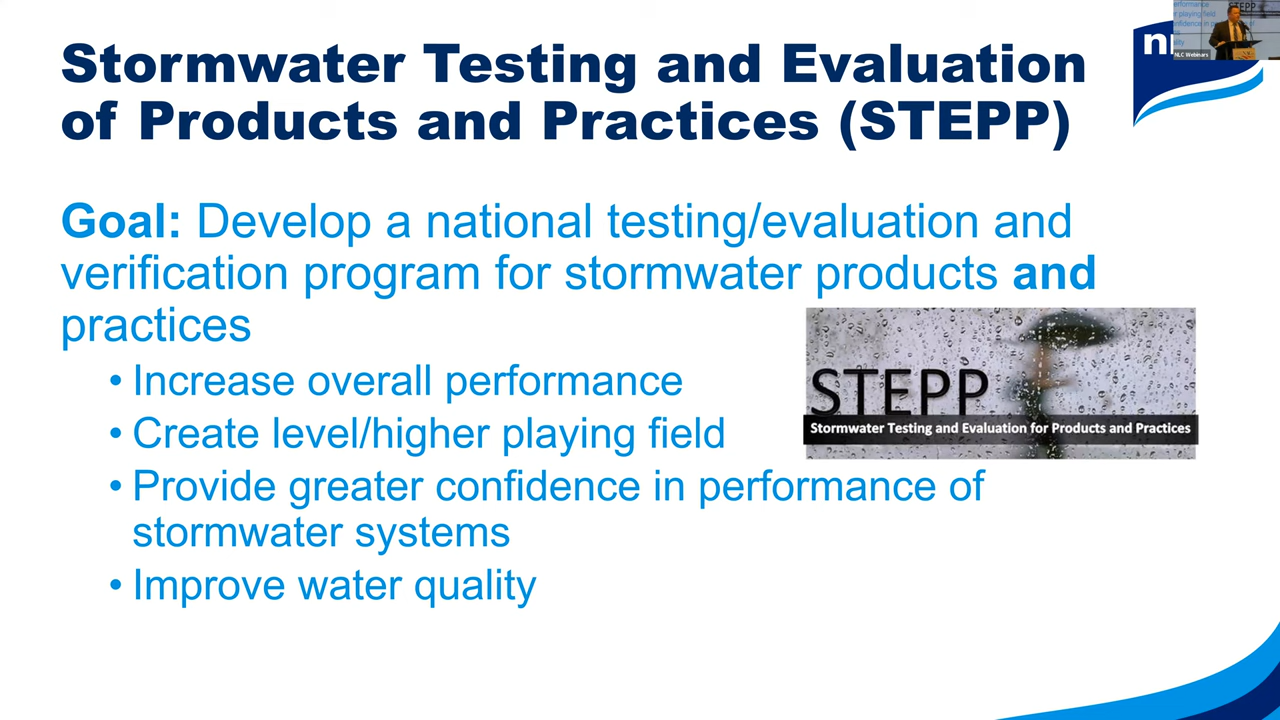 Stormwater Testing and Evaluation
of Products and Practices (STEPP)
Goal: Develop a national testing/evaluation and
verification program for stormwater products and
practices
• Increase overall performance
• Create level/higher playing field
• Provide greater confidence in performance of
stormwater systems
• Improve water quality
STEPP
Stormwater Testing and Evaluation for Products and Practices
NLC Webinars